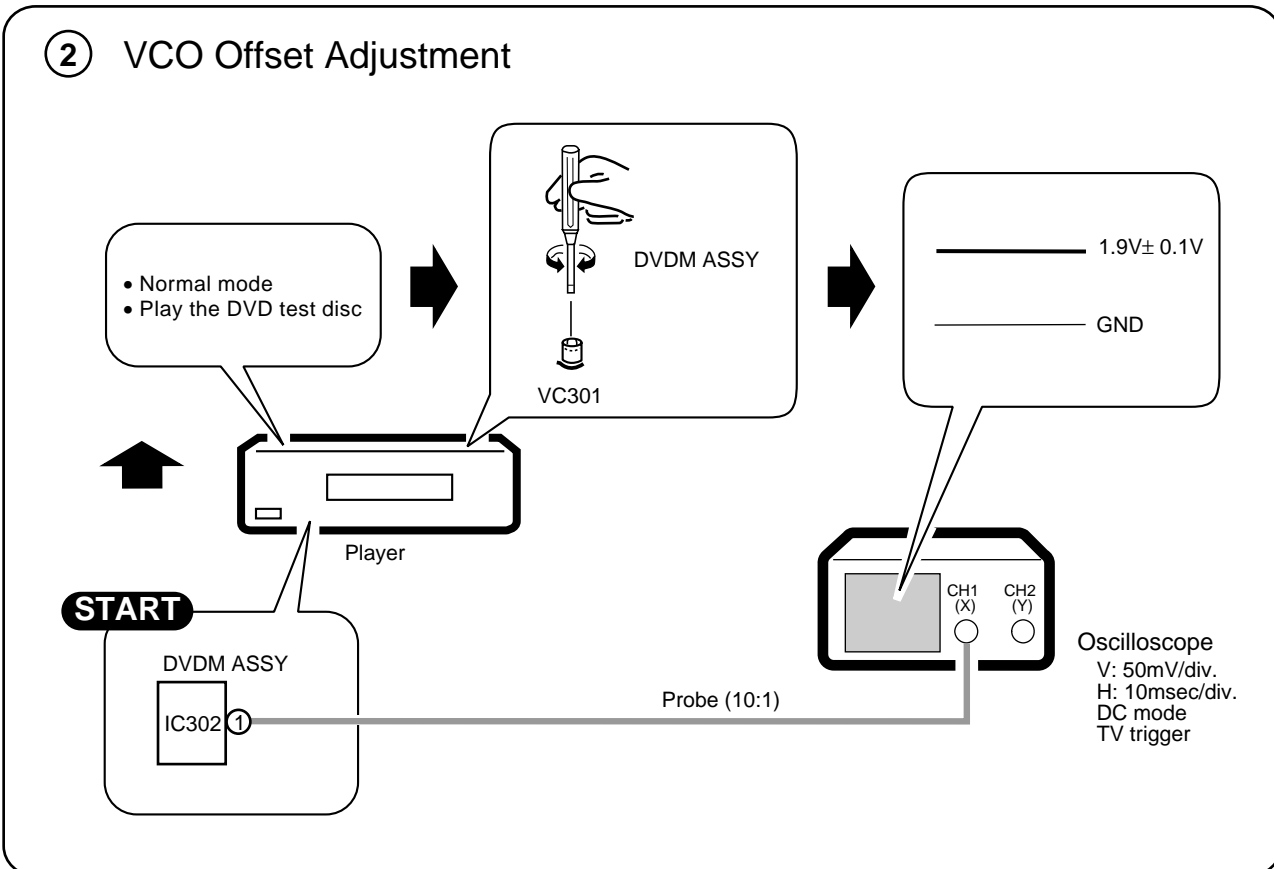 2 VCO Offset Adjustment
• Normal mode
• Play the DVD test disc
DVDM ASSY
VC301
1.9V± 0.1V
GND
Player
START
DVDM ASSY
IC302 1
Probe (10:1)
CH1
(X)
CH2
(Y)
Oscilloscope
V: 50mV/div.
H: 10msec/div.
DC mode
TV trigger